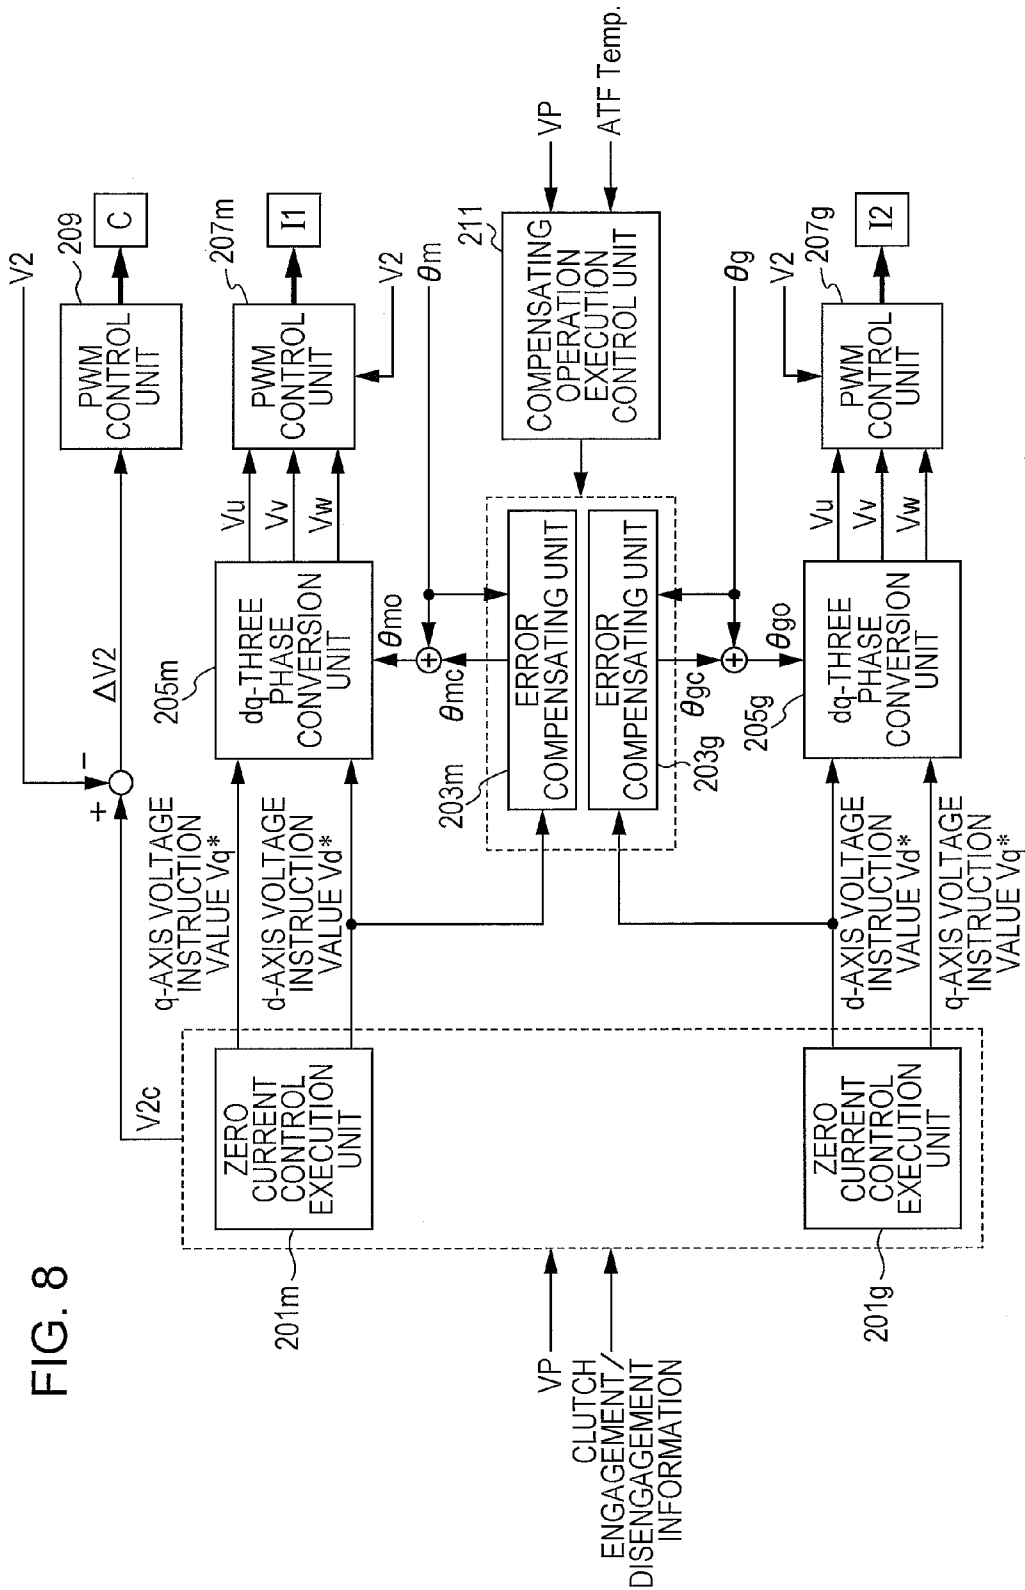 FIG. 8
V2
V2c
+
-
ΔV2
PWM
CONTROL
UNIT
209
C
ZERO
CURRENT
CONTROL
EXECUTION
UNIT
201m
q-AXIS VOLTAGE
INSTRUCTION
VALUE Vq*
d-AXIS VOLTAGE
INSTRUCTION
VALUE Vd*
205m
dq-THREE
PHASE
CONVERSION
UNIT
Vu
Vv
Vw
PWM
CONTROL
UNIT
207m
I1
V2
θm
θmo
+
θmc
VP
CLUTCH
ENGAGEMENT/
DISENGAGEMENT
INFORMATION
203m
ERROR
COMPENSATING UNIT
ERROR
COMPENSATING UNIT
203g
COMPENSATING
OPERATION
EXECUTION
CONTROL UNIT
211
VP
ATF Temp.
θgc
+
θgo
θg
V2
ZERO
CURRENT
CONTROL
EXECUTION
UNIT
201g
d-AXIS VOLTAGE
INSTRUCTION
VALUE Vd*
q-AXIS VOLTAGE
INSTRUCTION
VALUE Vq*
205g
dq-THREE
PHASE
CONVERSION
UNIT
Vu
Vv
Vw
PWM
CONTROL
UNIT
207g
I2